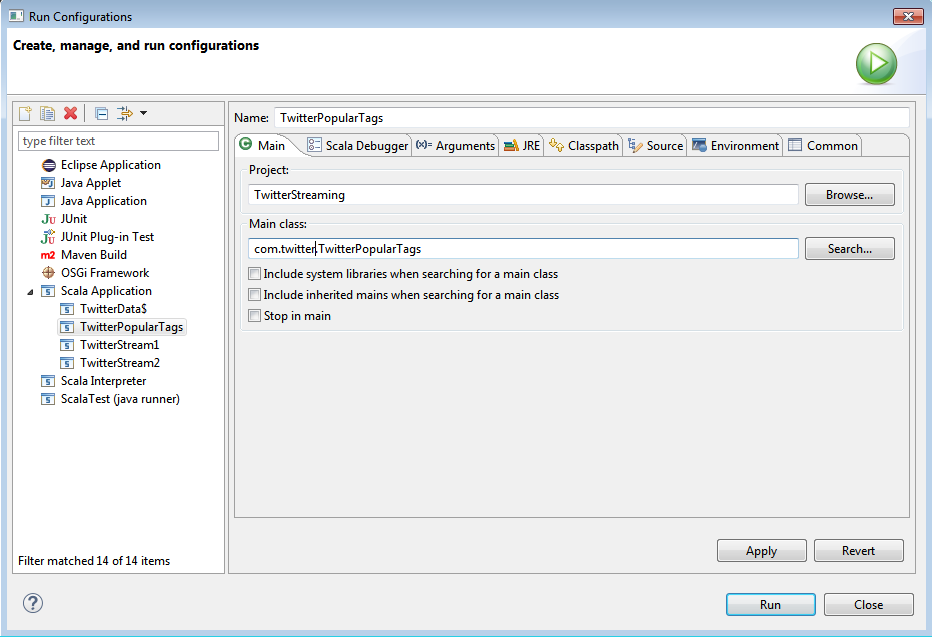 Run Configurations
Create, manage, and run configurations
type filter text
Eclipse Application
Java Applet
Java Application
Ju JUnit
JUnit Plug-in Test
m2 Maven Build
OSGi Framework
Scala Application
TwitterData$
TwitterPopularTags
TwitterStream1
TwitterStream2
Scala Interpreter
ScalaTest (java runner)
Filter matched 14 of 14 items
Name: TwitterPopularTags
Main Scala Debugger (x)= Arguments JRE Classpath Source Environment Common
Project:
TwitterStreaming Browse...
Main class:
com.twitter.TwitterPopularTags Search...
Include system libraries when searching for a main class
Include inherited mains when searching for a main class
Stop in main
Apply Revert
? Run Close